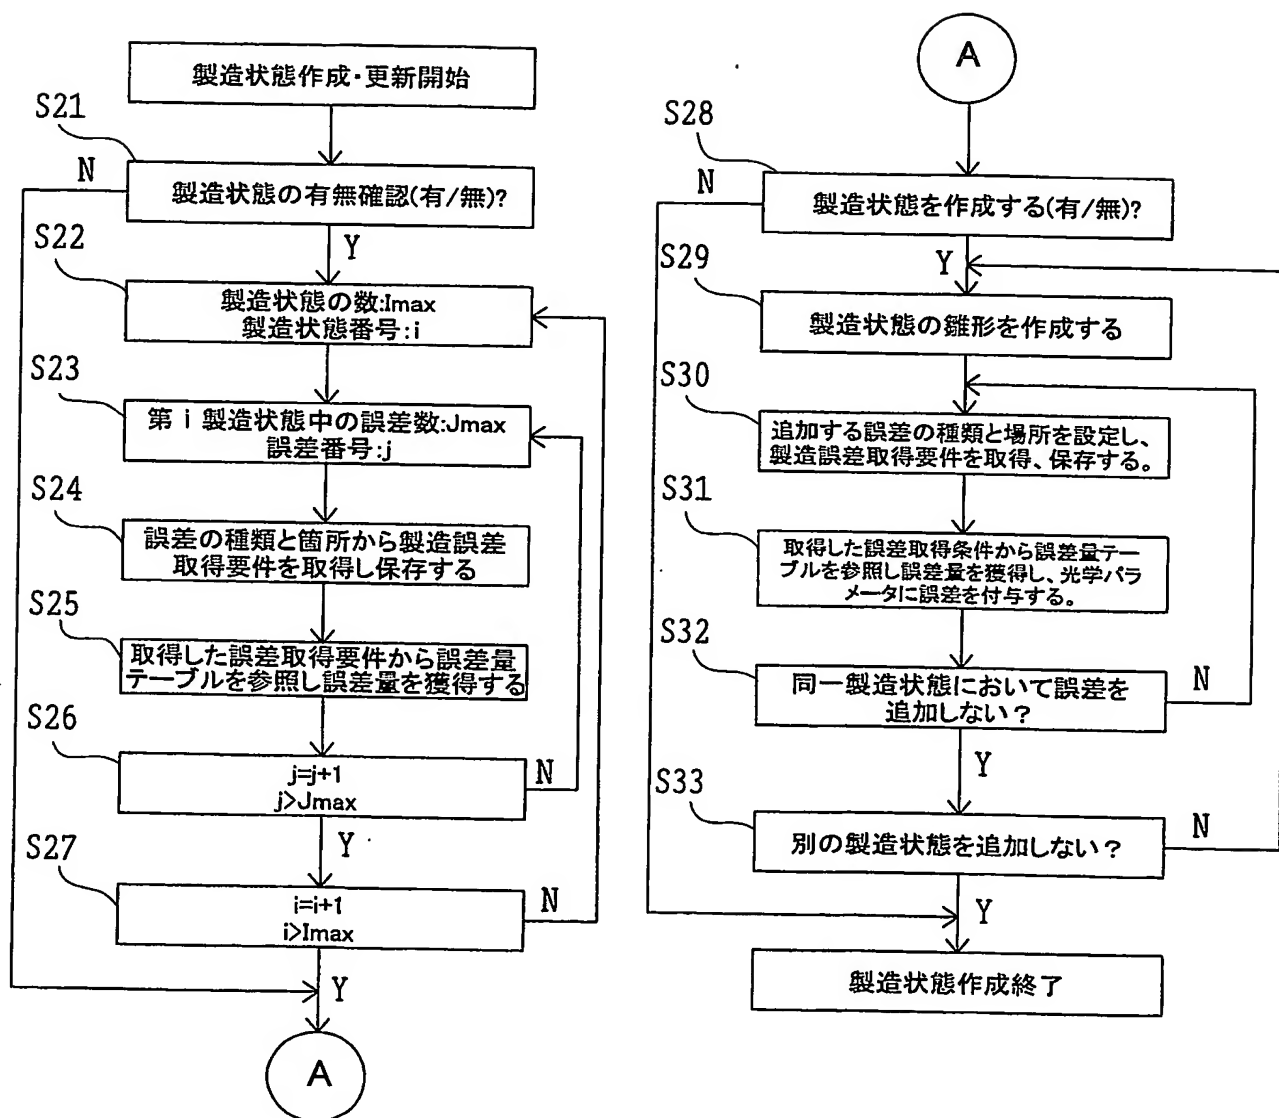 製造状態作成・更新開始
S21
N
製造状態の有無確認(有/無)?
Y
S22
製造状態の数:Imax
製造状態番号:i
S23
第 i 製造状態中の誤差数:Jmax
誤差番号:j
S24
誤差の種類と箇所から製造誤差
取得要件を取得し保存する
S25
取得した誤差取得要件から誤差量
テーブルを参照し誤差量を獲得する
S26
j=j+1
j>Jmax
N
Y
S27
i=i+1
i>Imax
N
Y
A
A
S28
N
製造状態を作成する(有/無)?
Y
S29
製造状態の雛形を作成する
S30
追加する誤差の種類と場所を設定し、
製造誤差取得要件を取得、保存する。
S31
取得した誤差取得条件から誤差量テー
ブルを参照し誤差量を獲得し、光学パラ
メータに誤差を付与する。
S32
同一製造状態において誤差を
追加しない?
N
Y
S33
別の製造状態を追加しない?
N
Y
製造状態作成終了